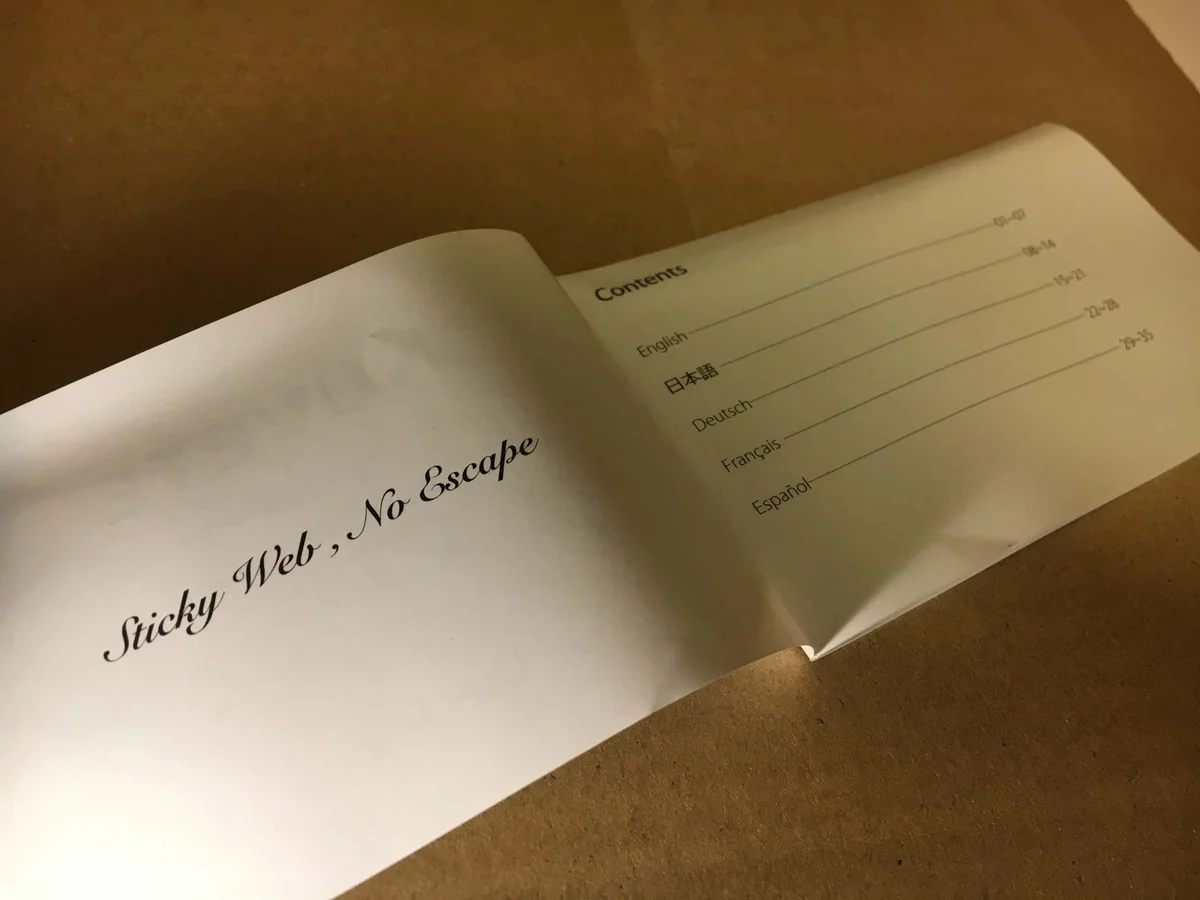 Sticky Web , No Escape
Contents
English 01~07
日本語 08~14
Deutsch 15~21
Français 22~28
Español 29~35